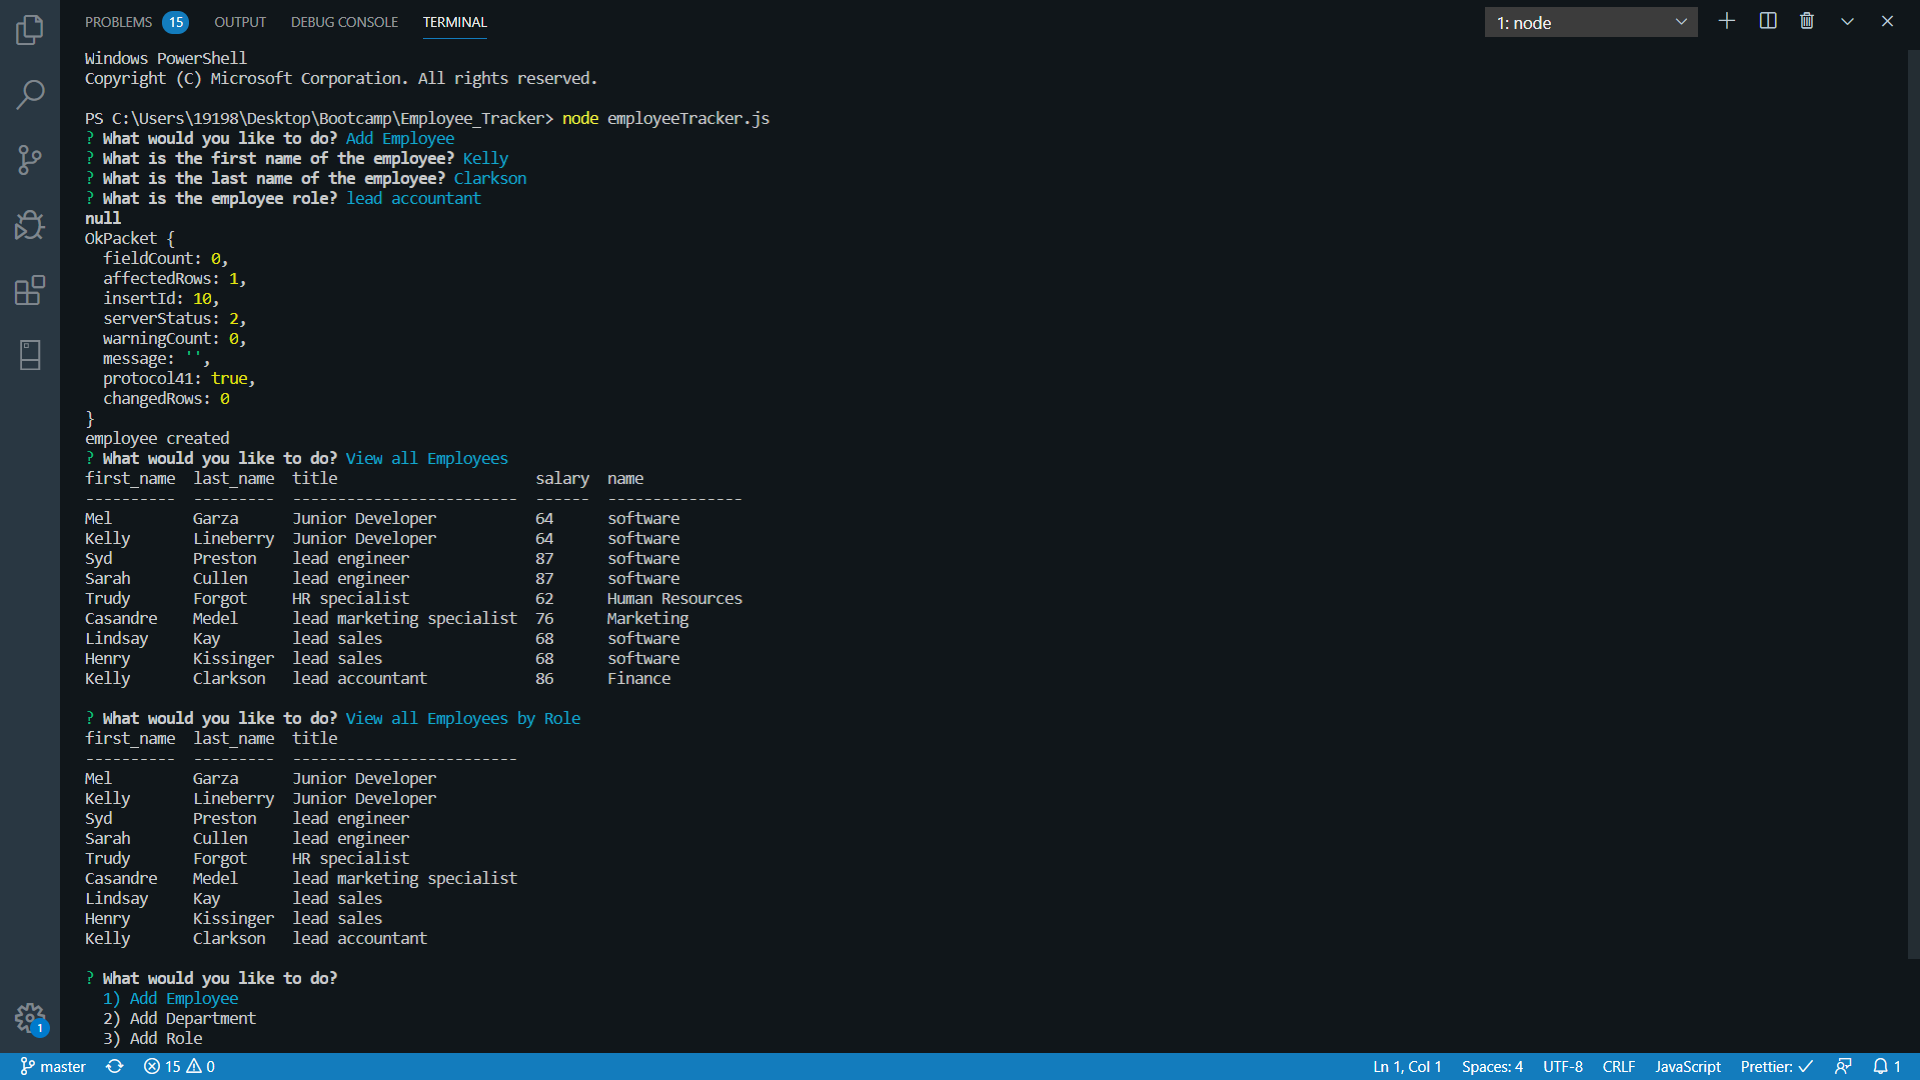 PROBLEMS 15 OUTPUT DEBUG CONSOLE TERMINAL 1: node
Windows PowerShell
Copyright (C) Microsoft Corporation. All rights reserved.
PS C:\Users\19198\Desktop\Bootcamp\Employee_Tracker> node employeeTracker.js
? What would you like to do? Add Employee
? What is the first name of the employee? Kelly
? What is the last name of the employee? Clarkson
? What is the employee role? lead accountant
null
OkPacket {
  fieldCount: 0,
  affectedRows: 1,
  insertId: 10,
  serverStatus: 2,
  warningCount: 0,
  message: '',
  protocol41: true,
  changedRows: 0
}
employee created
? What would you like to do? View all Employees
first_name  last_name  title                      salary  name
----------  ---------  -------------------------  ------  ---------------
Mel         Garza      Junior Developer           64      software
Kelly       Lineberry  Junior Developer           64      software
Syd         Preston    lead engineer              87      software
Sarah       Cullen     lead engineer              87      software
Trudy       Forgot     HR specialist              62      Human Resources
Casandre    Medel      lead marketing specialist  76      Marketing
Lindsay     Kay        lead sales                 68      software
Henry       Kissinger  lead sales                 68      software
Kelly       Clarkson   lead accountant            86      Finance
? What would you like to do? View all Employees by Role
first_name  last_name  title
----------  ---------  -------------------------
Mel         Garza      Junior Developer
Kelly       Lineberry  Junior Developer
Syd         Preston    lead engineer
Sarah       Cullen     lead engineer
Trudy       Forgot     HR specialist
Casandre    Medel      lead marketing specialist
Lindsay     Kay        lead sales
Henry       Kissinger  lead sales
Kelly       Clarkson   lead accountant
? What would you like to do?
  1) Add Employee
  2) Add Department
  3) Add Role
1
master 15 0 Ln 1, Col 1 Spaces: 4 UTF-8 CRLF JavaScript Prettier: ✓ 1